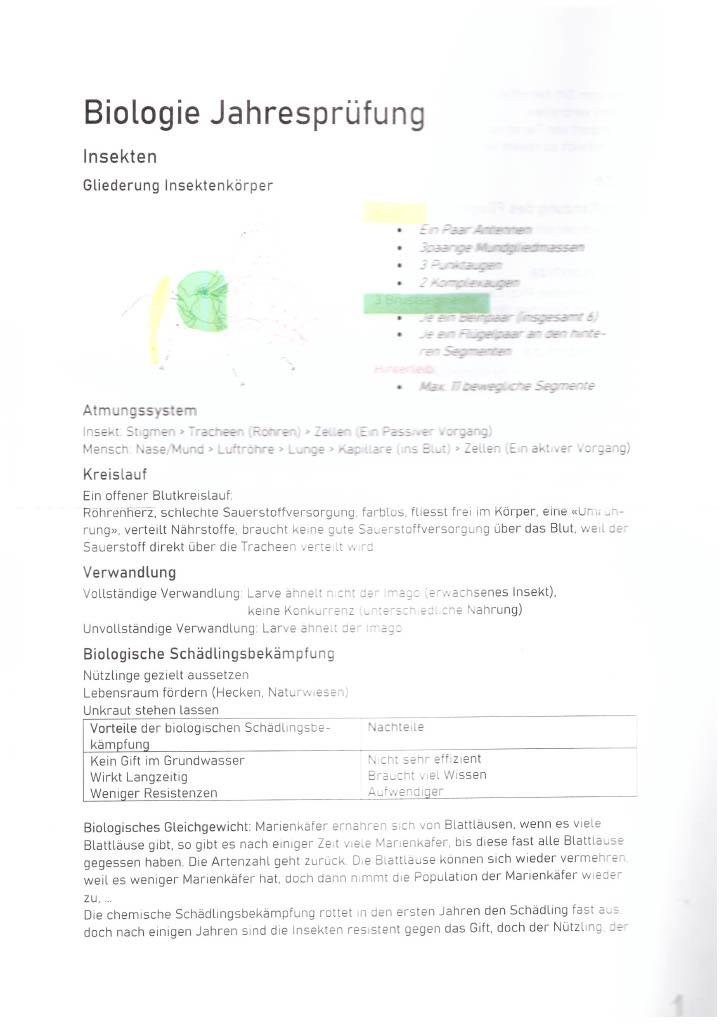 Biologie Jahresprüfung
Insekten
Gliederung Insektenkörper
• Ein Paar Antennen
• 3paarige Mundgliedmassen
• 3 Punktaugen
• 2 Komplexaugen
3 Brustsegmente
• Je ein Beinpaar (insgesamt 6)
• Je ein Flügelpaar an den hinte-
ren Segmenten
Hinterleib
• Max. 11 bewegliche Segmente
Atmungssystem
Insekt: Stigmen > Tracheen (Röhren) > Zellen (Ein Passiver Vorgang)
Mensch: Nase/Mund > Luftröhre > Lunge > Kapillare (ins Blut) > Zellen (Ein aktiver Vorgang)
Kreislauf
Ein offener Blutkreislauf:
Röhrenherz, schlechte Sauerstoffversorgung, farblos, fliesst frei im Körper, eine «Umrüh-
rung», verteilt Nährstoffe, braucht keine gute Sauerstoffversorgung über das Blut, weil der
Sauerstoff direkt über die Tracheen verteilt wird
Verwandlung
Vollständige Verwandlung: Larve ähnelt nicht der Imago (erwachsenes Insekt),
keine Konkurrenz (unterschiedliche Nahrung)
Unvollständige Verwandlung: Larve ähnelt der Imago
Biologische Schädlingsbekämpfung
Nützlinge gezielt aussetzen
Lebensraum fördern (Hecken, Naturwiesen)
Unkraut stehen lassen
Vorteile der biologischen Schädlingsbe- Nachteile
kämpfung
Kein Gift im Grundwasser Nicht sehr effizient
Wirkt Langzeitig Braucht viel Wissen
Weniger Resistenzen Aufwendiger
Biologisches Gleichgewicht: Marienkäfer ernähren sich von Blattläusen, wenn es viele
Blattläuse gibt, so gibt es nach einiger Zeit viele Marienkäfer, bis diese fast alle Blattläuse
gegessen haben. Die Artenzahl geht zurück. Die Blattläuse können sich wieder vermehren,
weil es weniger Marienkäfer hat, doch dann nimmt die Population der Marienkäfer wieder
zu, ...
Die chemische Schädlingsbekämpfung rottet in den ersten Jahren den Schädling fast aus,
doch nach einigen Jahren sind die Insekten resistent gegen das Gift, doch der Nützling, der
1